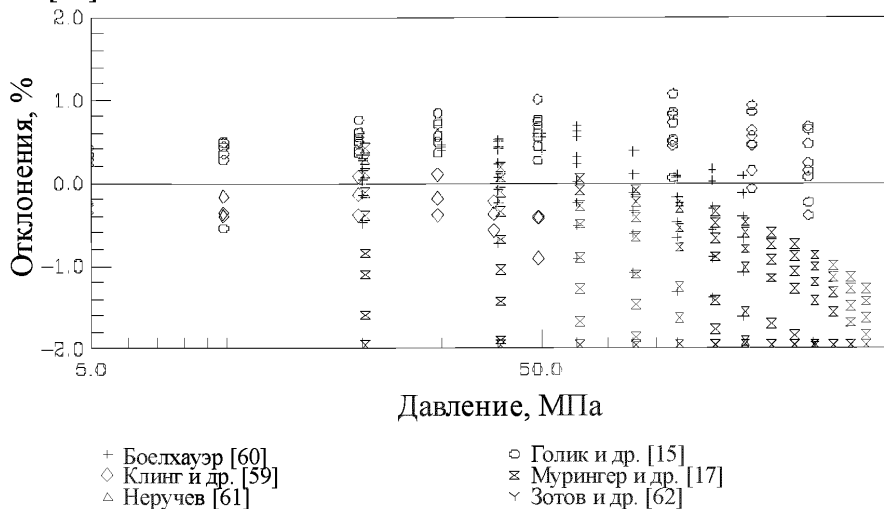 2.0
1.0
0.0
−1.0
−2.0
Отклонения, %
5.0
50.0
Давление, МПа
+ Боелхауэр [60]
◇ Клинг и др. [59]
△ Неручев [61]
○ Голик и др. [15]
⧖ Мурингер и др. [17]
Y Зотов и др. [62]